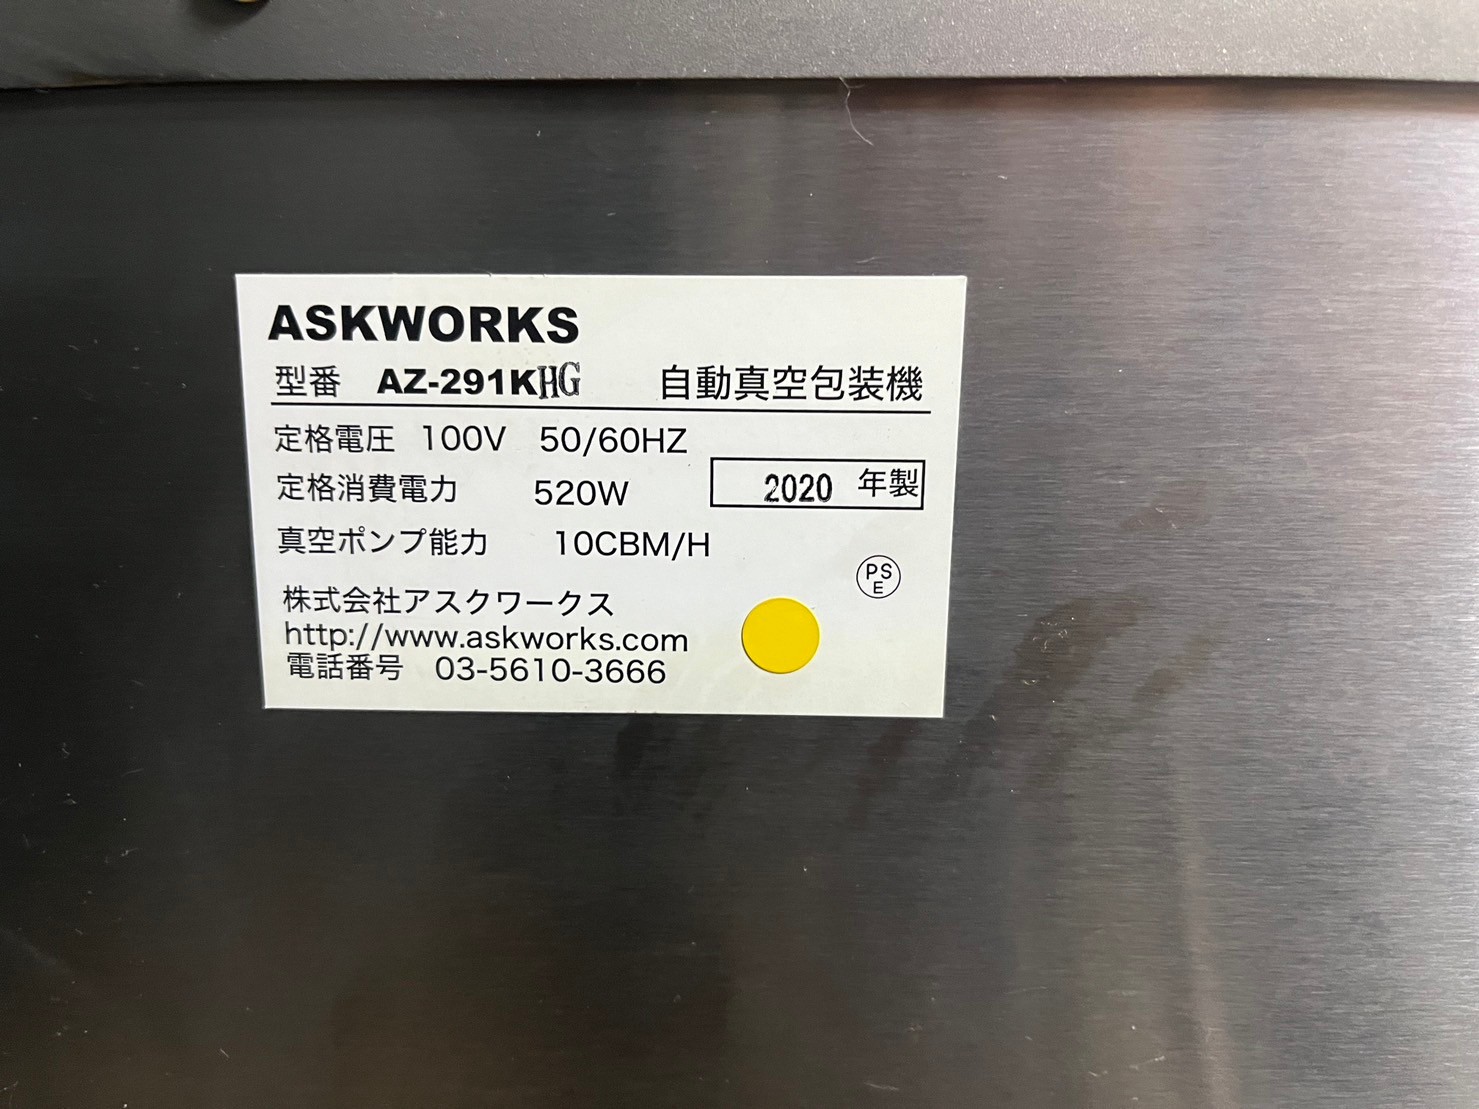 ASKWORKS
型番 AZ-291KHG 自動真空包装機
定格電圧 100V 50/60HZ
定格消費電力 520W 2020 年製
真空ポンプ能力 10CBM/H
PS
E
株式会社アスクワークス
http://www.askworks.com
電話番号 03-5610-3666